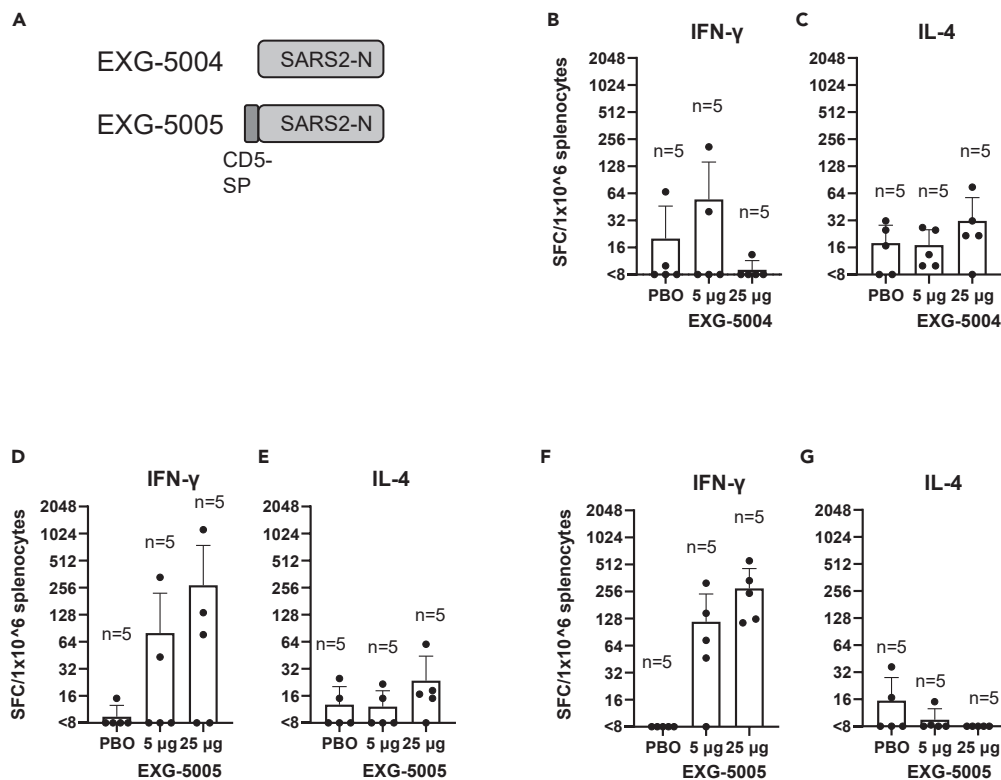 A
EXG-5004
SARS2-N
EXG-5005
SARS2-N
CD5-
SP
B
IFN-γ
SFC/1x10^6 splenocytes
2048
1024
512
256
128
64
32
16
<8
n=5
n=5
n=5
PBO 5 µg 25 µg
EXG-5004
C
IL-4
2048
1024
512
256
128
64
32
16
<8
n=5
n=5
n=5
PBO 5 µg 25 µg
EXG-5004
D
IFN-γ
SFC/1x10^6 splenocytes
2048
1024
512
256
128
64
32
16
<8
n=5
n=5
n=5
PBO 5 µg 25 µg
EXG-5005
E
IL-4
2048
1024
512
256
128
64
32
16
<8
n=5
n=5
n=5
PBO 5 µg 25 µg
EXG-5005
F
IFN-γ
SFC/1x10^6 splenocytes
2048
1024
512
256
128
64
32
16
<8
n=5
n=5
n=5
PBO 5 µg 25 µg
EXG-5005
G
IL-4
2048
1024
512
256
128
64
32
16
<8
n=5
n=5
n=5
PBO 5 µg 25 µg
EXG-5005